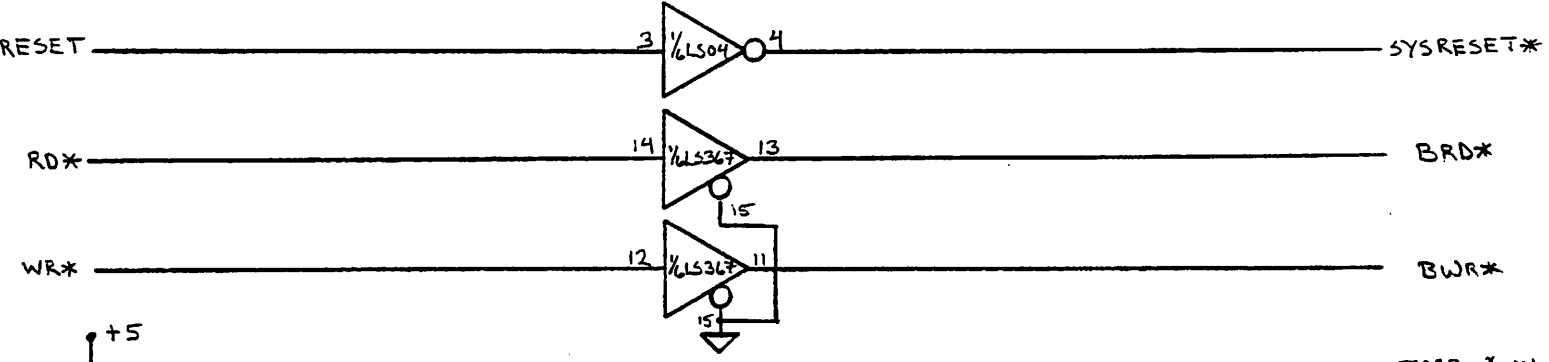 RESET 3 1/6LS04 4 SYSRESET*
RD* 14 1/6LS367 13 BRD*
15
WR* 12 1/6LS367 11 BWR*
15
+5